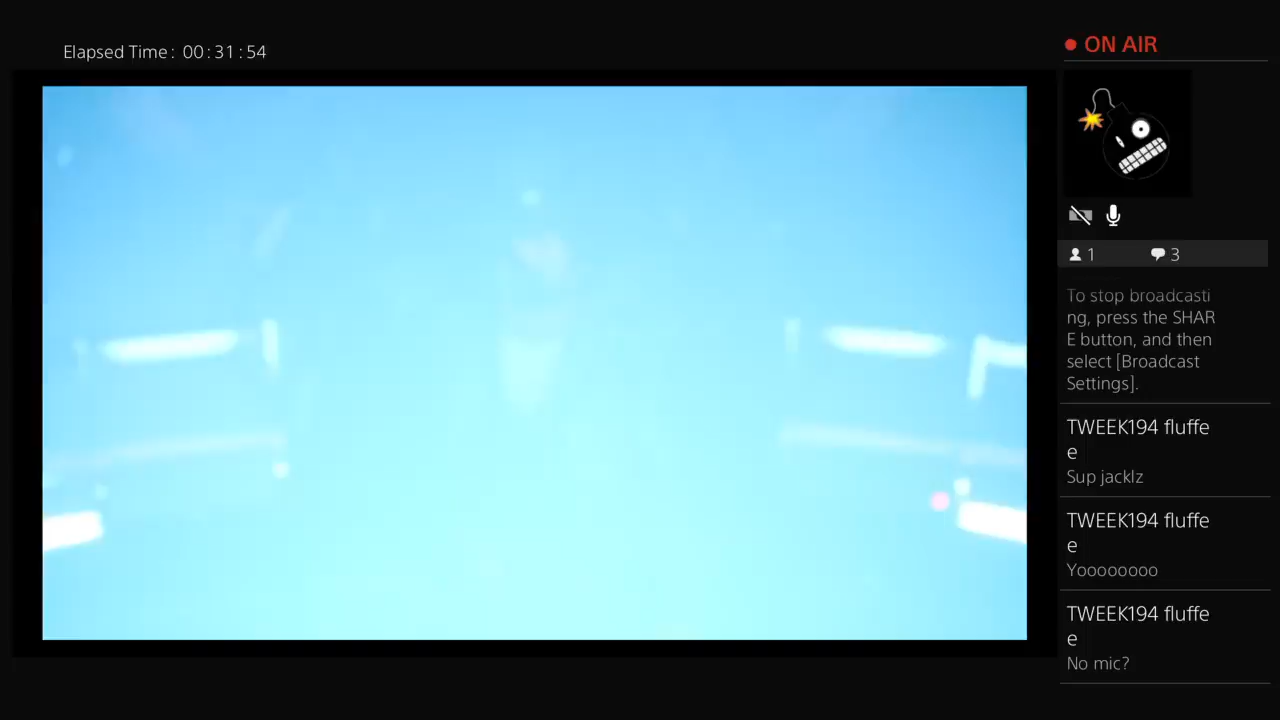 Elapsed Time: 00:31:54
ON AIR
1 3
To stop broadcasti
ng, press the SHAR
E button, and then
select [Broadcast
Settings].
TWEEK194 fluffe
e
Sup jacklz
TWEEK194 fluffe
e
Yoooooooo
TWEEK194 fluffe
e
No mic?